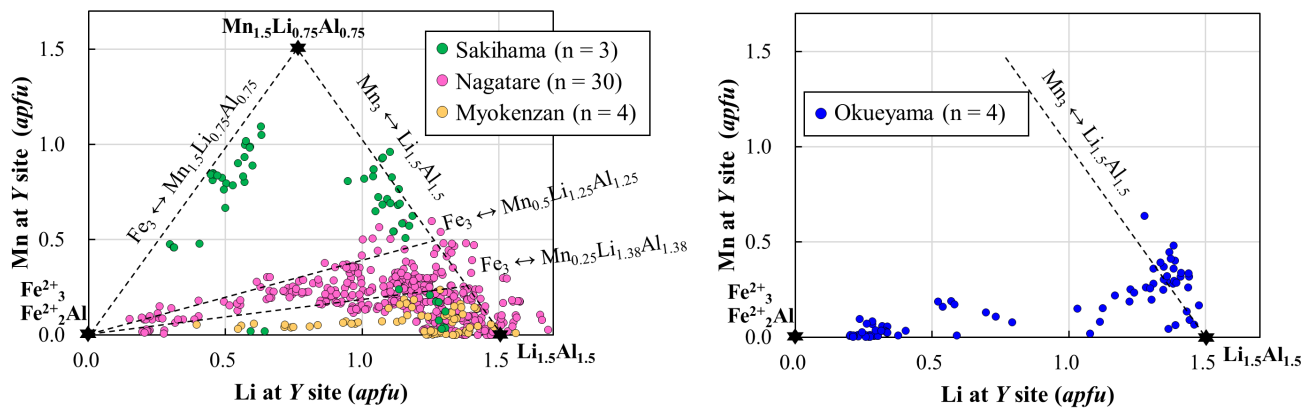 Mn1.5Li0.75Al0.75
Sakihama (n = 3)
Nagatare (n = 30)
Myokenzan (n = 4)
Fe3 ↔ Mn1.5Li0.75Al0.75
Mn3 ↔ Li1.5Al1.5
Fe3 ↔ Mn0.5Li1.25Al1.25
Fe3 ↔ Mn0.25Li1.38Al1.38
Mn at Y site (apfu)
1.5
1.0
0.5
0.0
Fe2+3
Fe2+2Al
0.0 0.5 1.0 1.5
Li1.5Al1.5
Li at Y site (apfu)
Okueyama (n = 4)
Mn3 ↔ Li1.5Al1.5
Mn at Y site (apfu)
1.5
1.0
0.5
0.0
Fe2+3
Fe2+2Al
0.0 0.5 1.0 1.5
Li1.5Al1.5
Li at Y site (apfu)